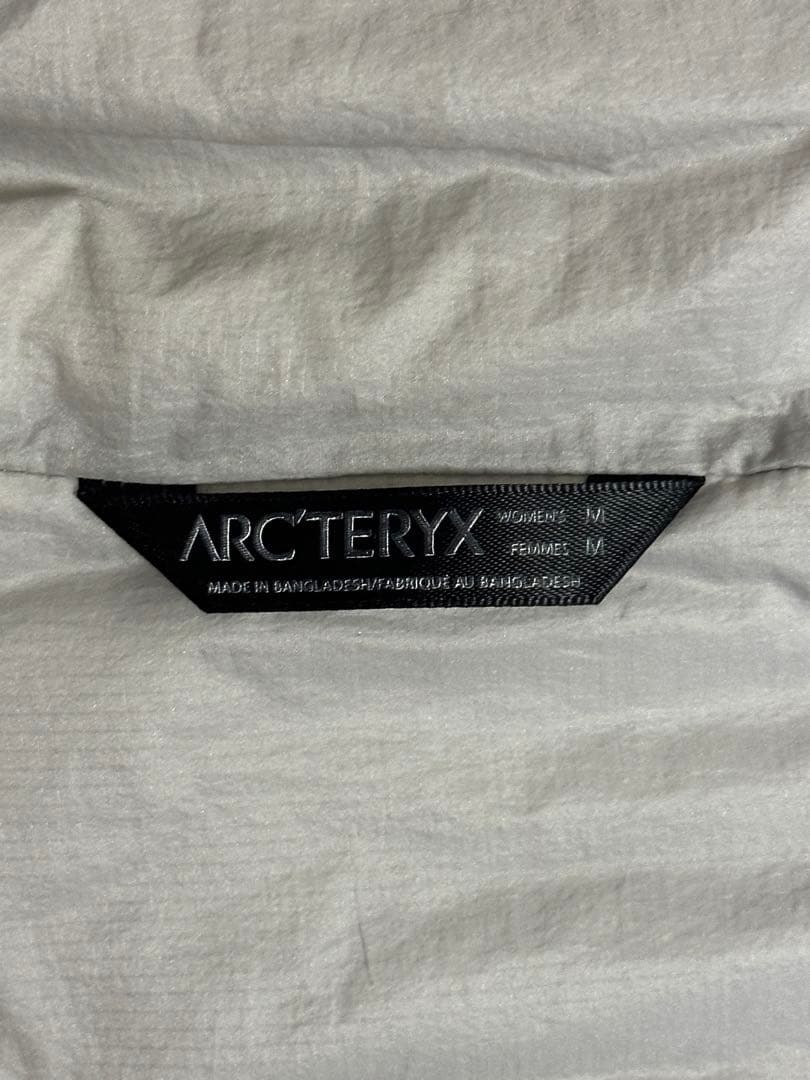 ARC'TERYX WOMEN'S M
FEMMES M
MADE IN BANGLADESH/FABRIQUÉ AU BANGLADESH